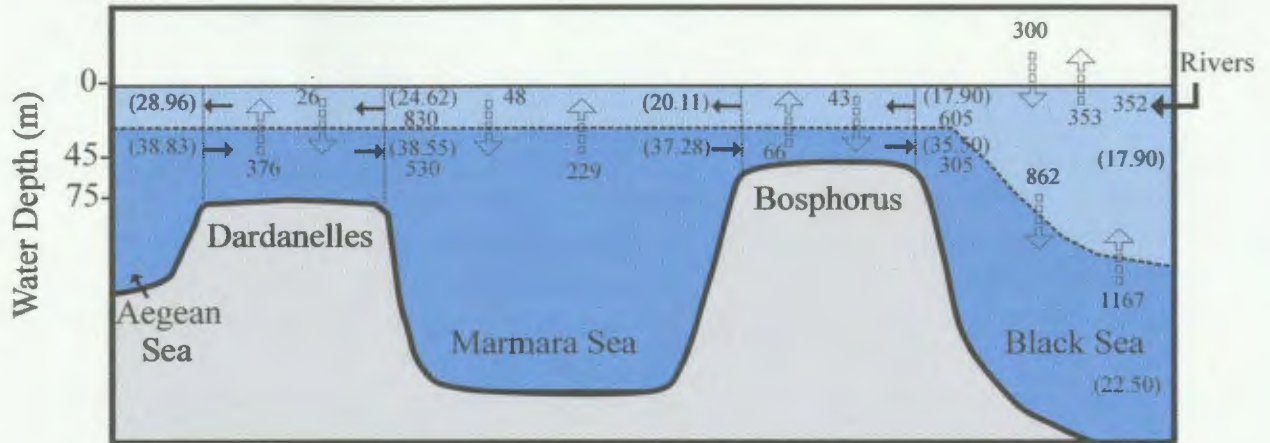 300
Rivers
0
(28.96) 26 (24.62) 48 (20.11) 43 (17.90) 353 352
830 605
(38.83) (38.55) (37.28) (35.50) (17.90)
45
376 530 229 66 305
75
862
Bosphorus
Dardanelles
Water Depth (m)
1167
Aegean
Sea
Marmara Sea
Black Sea
(22.50)